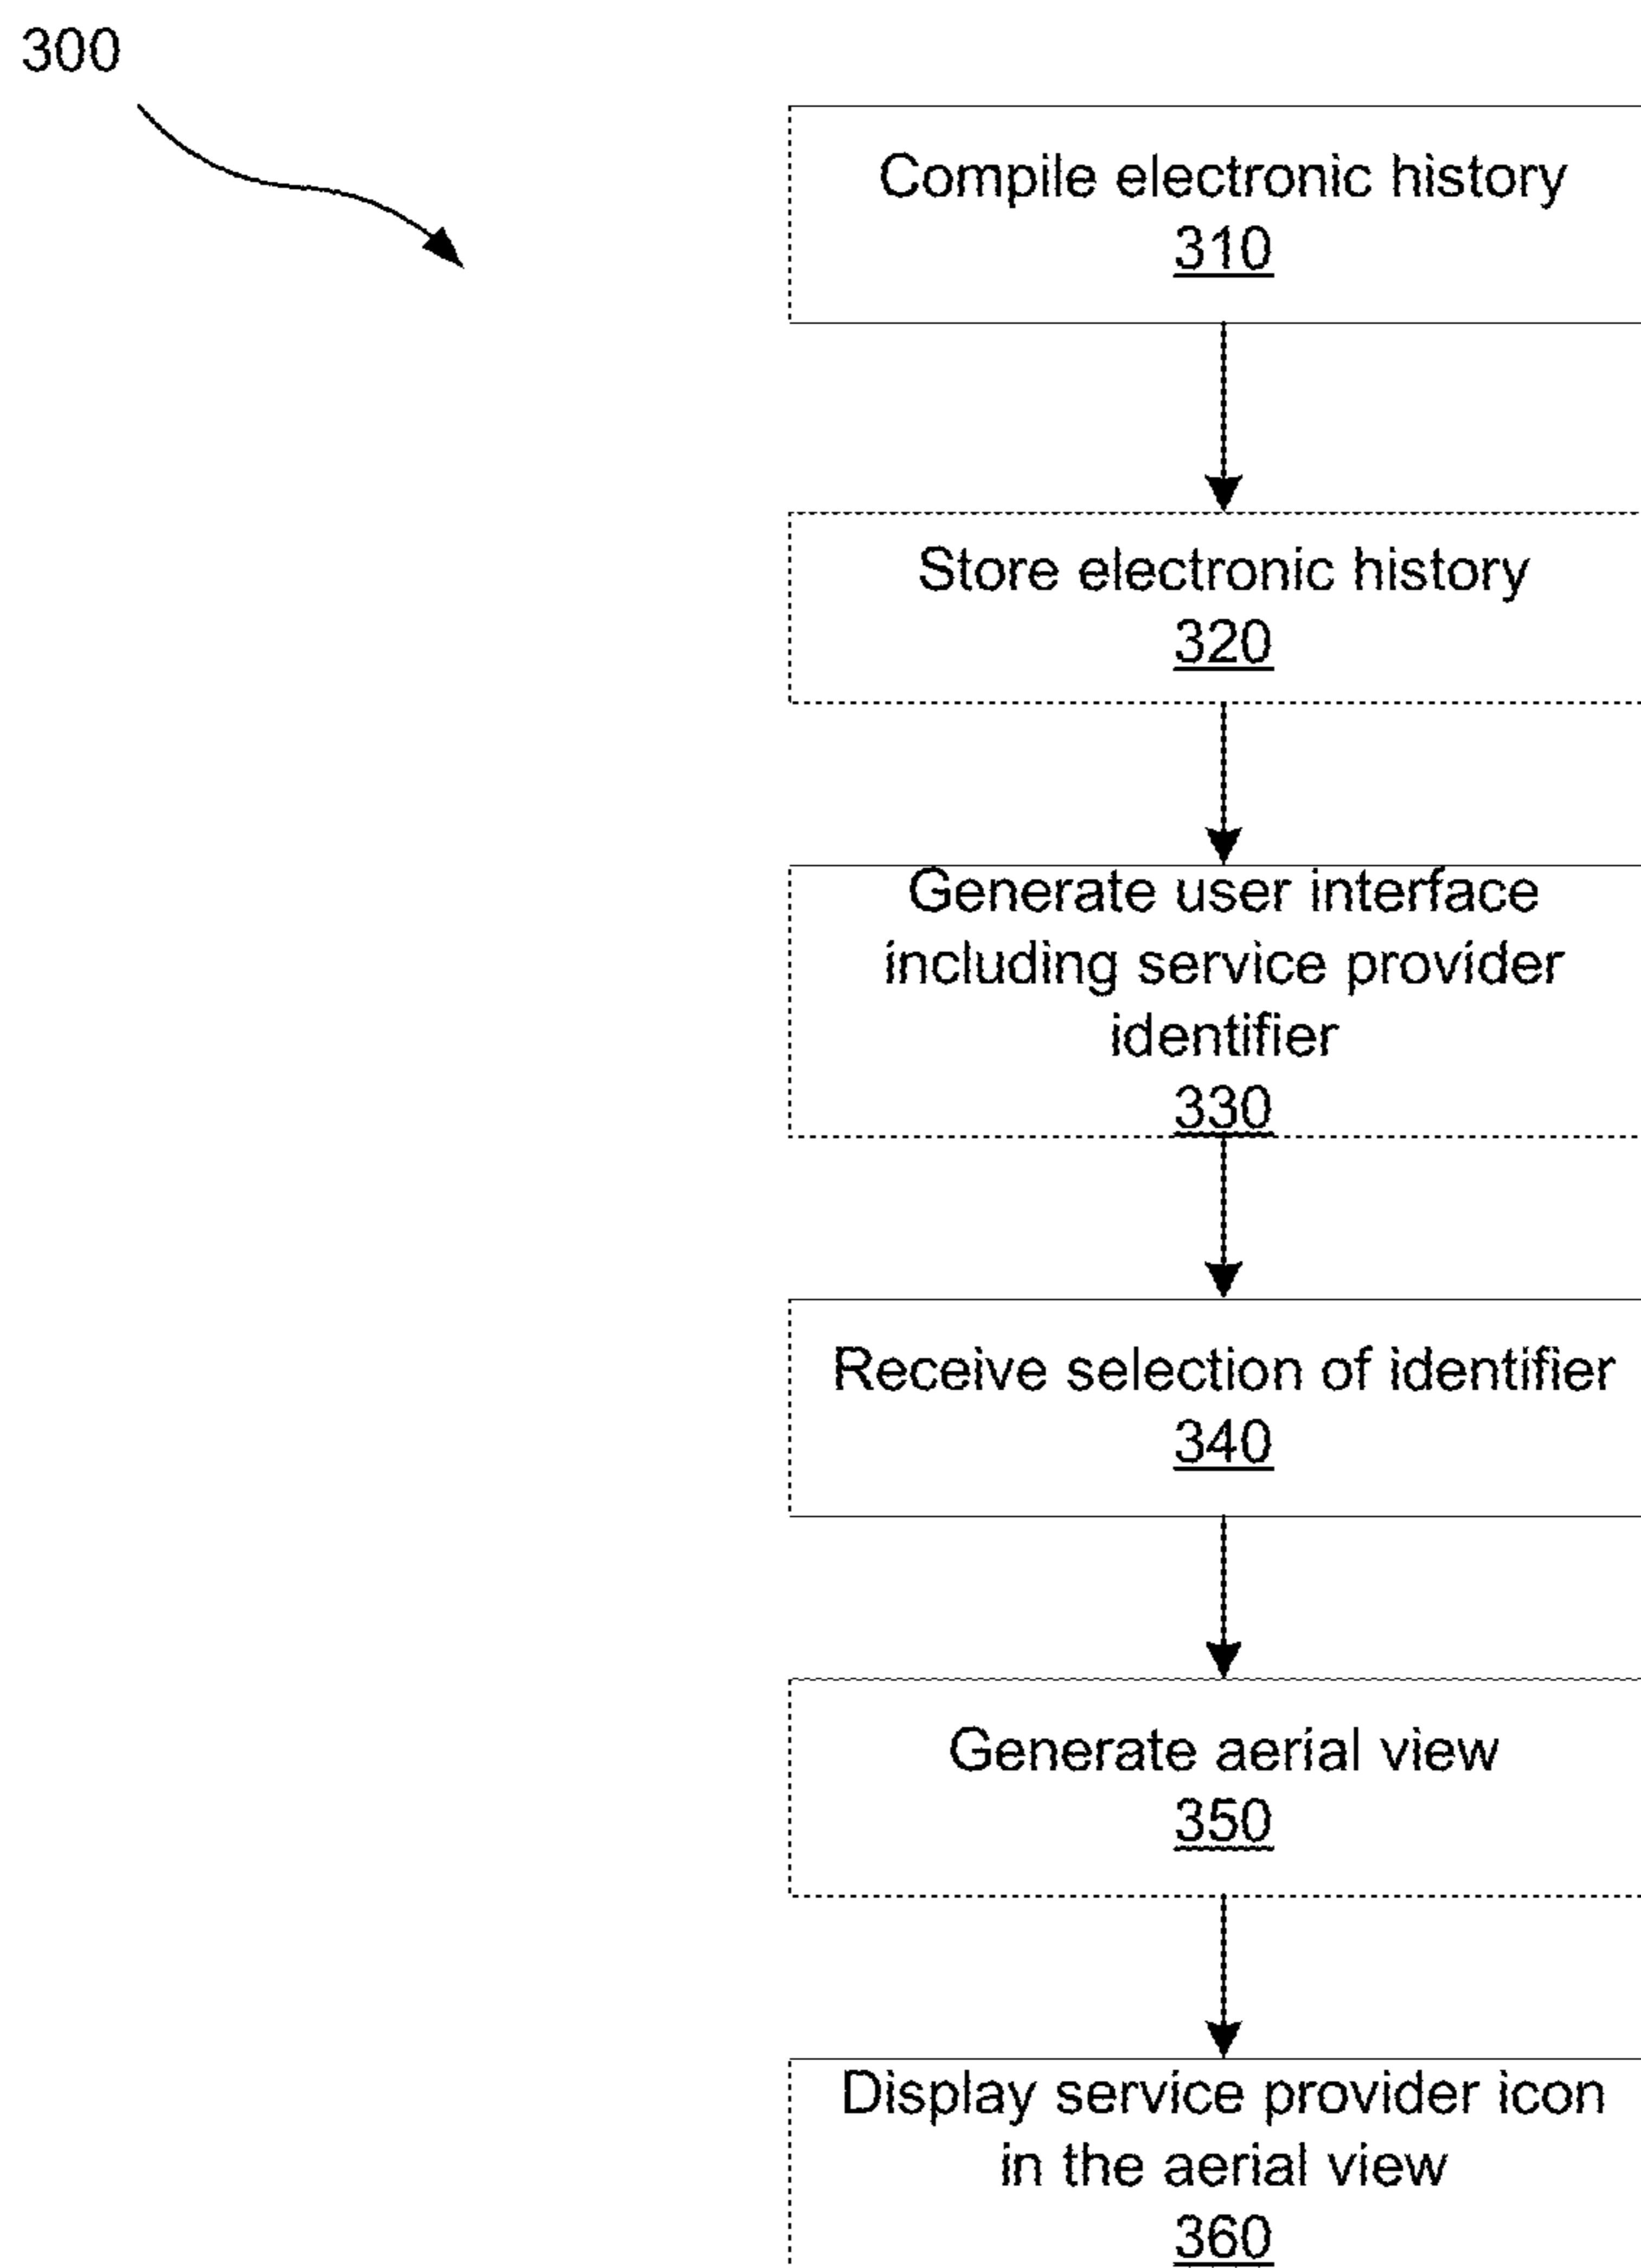 300
Compile electronic history
310
Store electronic history
320
Generate user interface
including service provider
identifier
330
Receive selection of identifier
340
Generate aerial view
350
Display service provider icon
in the aerial view
360